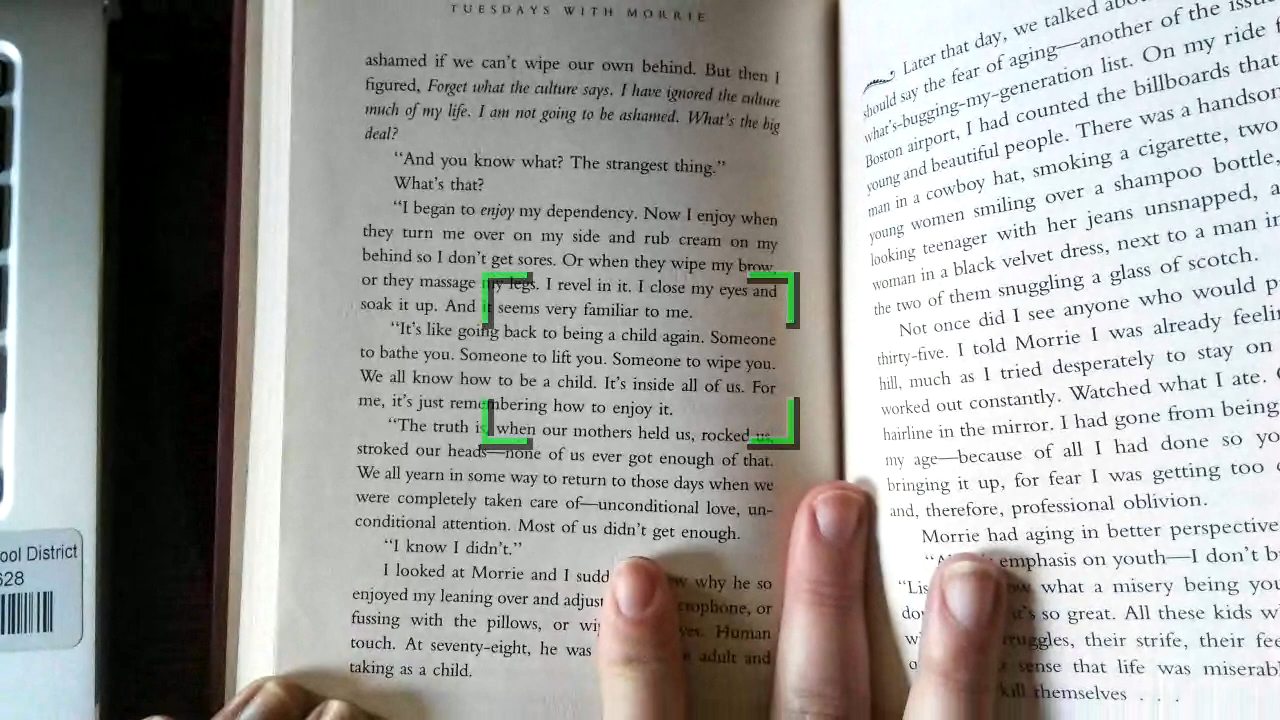 TUESDAYS WITH MORRIE
ashamed if we can't wipe our own behind. But then I
figured, Forget what the culture says. I have ignored the culture
much of my life. I am not going to be ashamed. What's the big
deal?
"And you know what? The strangest thing."
What's that?
"I began to enjoy my dependency. Now I enjoy when
they turn me over on my side and rub cream on my
behind so I don't get sores. Or when they wipe my brow,
or they massage my legs. I revel in it. I close my eyes and
soak it up. And it seems very familiar to me.
"It's like going back to being a child again. Someone
to bathe you. Someone to lift you. Someone to wipe you.
We all know how to be a child. It's inside all of us. For
me, it's just remembering how to enjoy it.
"The truth is, when our mothers held us, rocked us,
stroked our heads—none of us ever got enough of that.
We all yearn in some way to return to those days when we
were completely taken care of—unconditional love, un-
conditional attention. Most of us didn't get enough.
"I know I didn't."
I looked at Morrie and I why he so
enjoyed my leaning over and or
fussing with the pillows, or Human
touch. At seventy-eight, he was adult and
taking as a child.
Later that day, we talked
should say the fear of aging—another of the
what's-bugging-my-generation list. On my ride
Boston airport, I had counted the billboards that
young and beautiful people. There was a
man in a cowboy hat, smoking a cigarette, two
young women smiling over a shampoo bottle,
looking teenager with her jeans unsnapped,
woman in a black velvet dress, next to a man in
the two of them snuggling a glass of scotch.
Not once did I see anyone who would
thirty-five. I told Morrie I was already
hill, much as I tried desperately to stay on
worked out constantly. Watched what I ate.
hairline in the mirror. I had gone from being
my age—because of all I had done so
bringing it up, for fear I was getting too
and, therefore, professional oblivion.
Morrie had aging in better perspective
emphasis on youth—I don't
what a misery being
so great. All these kids
their strife, their
sense that life was
kill themselves . . .
ool District
628